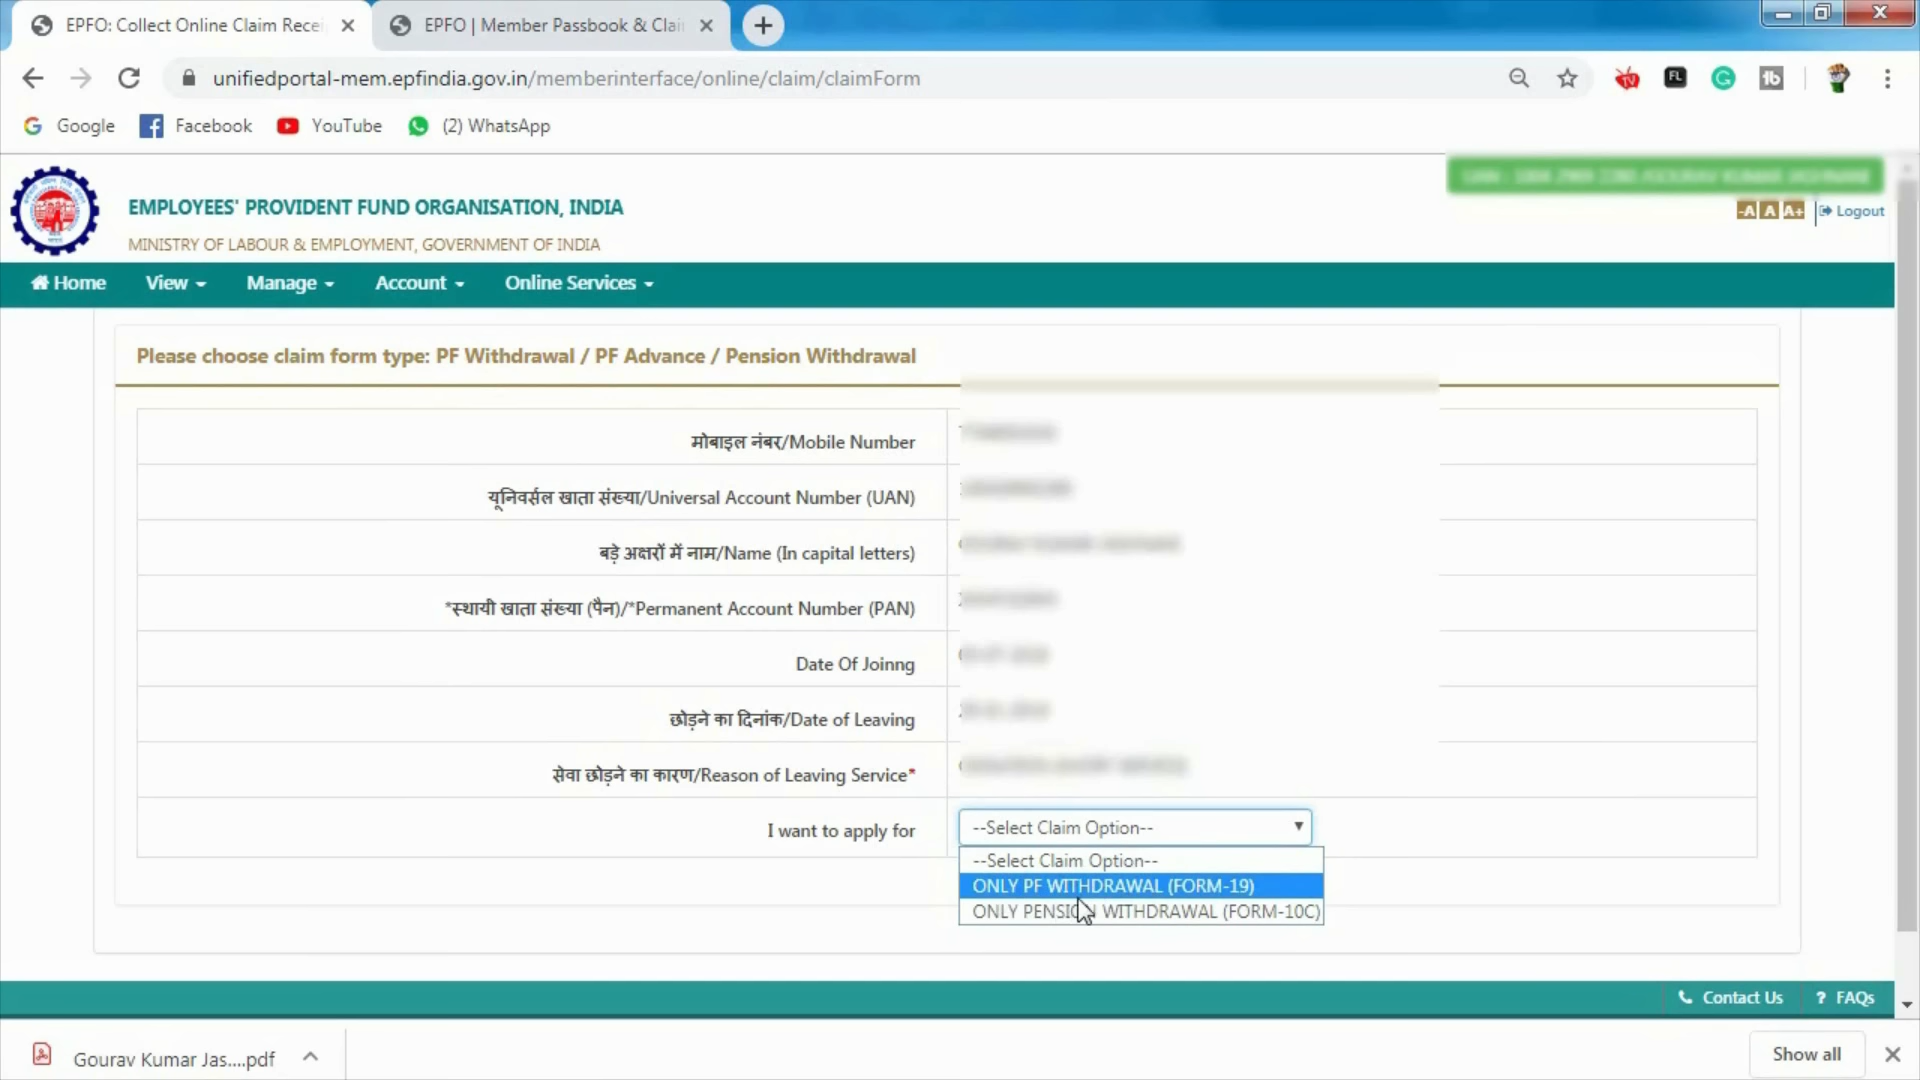 EPFO: Collect Online Claim Recei
EPFO | Member Passbook & Clai
unifiedportal-mem.epfindia.gov.in/memberinterface/online/claim/claimForm
Google
Facebook
YouTube
(2) WhatsApp
EMPLOYEES' PROVIDENT FUND ORGANISATION, INDIA
MINISTRY OF LABOUR & EMPLOYMENT, GOVERNMENT OF INDIA
-A A A+ Logout
Home View Manage Account Online Services
Please choose claim form type: PF Withdrawal / PF Advance / Pension Withdrawal
मोबाइल नंबर/Mobile Number
यूनिवर्सल खाता संख्या/Universal Account Number (UAN)
बड़े अक्षरों में नाम/Name (In capital letters)
*स्थायी खाता संख्या (पैन)/*Permanent Account Number (PAN)
Date Of Joinng
छोड़ने का दिनांक/Date of Leaving
सेवा छोड़ने का कारण/Reason of Leaving Service*
I want to apply for
--Select Claim Option--
--Select Claim Option--
ONLY PF WITHDRAWAL (FORM-19)
ONLY PENSION WITHDRAWAL (FORM-10C)
Contact Us ? FAQs
Gourav Kumar Jas....pdf
Show all